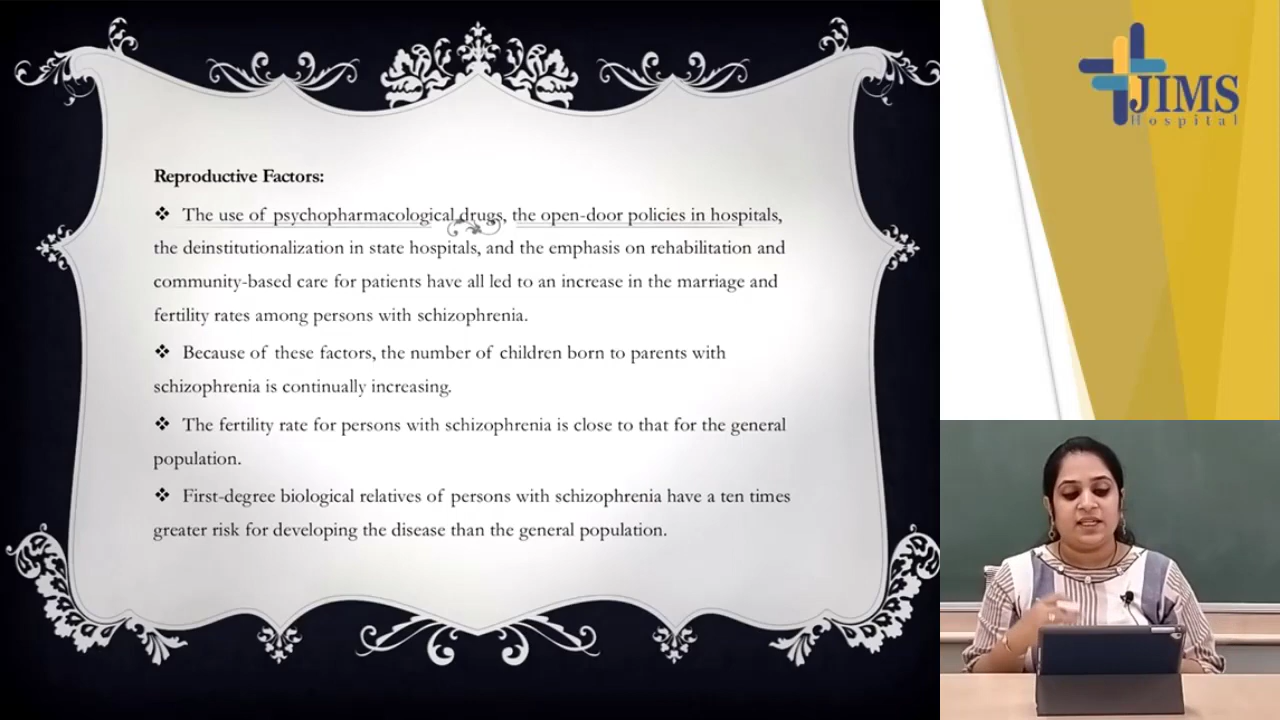 Reproductive Factors:
❖ The use of psychopharmacological drugs, the open-door policies in hospitals,
the deinstitutionalization in state hospitals, and the emphasis on rehabilitation and
community-based care for patients have all led to an increase in the marriage and
fertility rates among persons with schizophrenia.
❖ Because of these factors, the number of children born to parents with
schizophrenia is continually increasing.
❖ The fertility rate for persons with schizophrenia is close to that for the general
population.
❖ First-degree biological relatives of persons with schizophrenia have a ten times
greater risk for developing the disease than the general population.
JIMS
Hospital